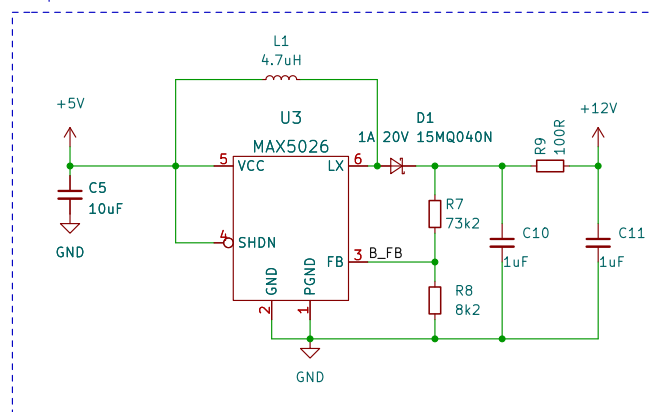 L1
4.7uH
+5V
U3
MAX5026
D1
1A 20V 15MQ040N
+12V
R9
100R
5
VCC
LX
6
C5
10uF
GND
4
SHDN
R7
73k2
C10
1uF
C11
1uF
FB
3
B_FB
GND
PGND
2
1
R8
8k2
GND